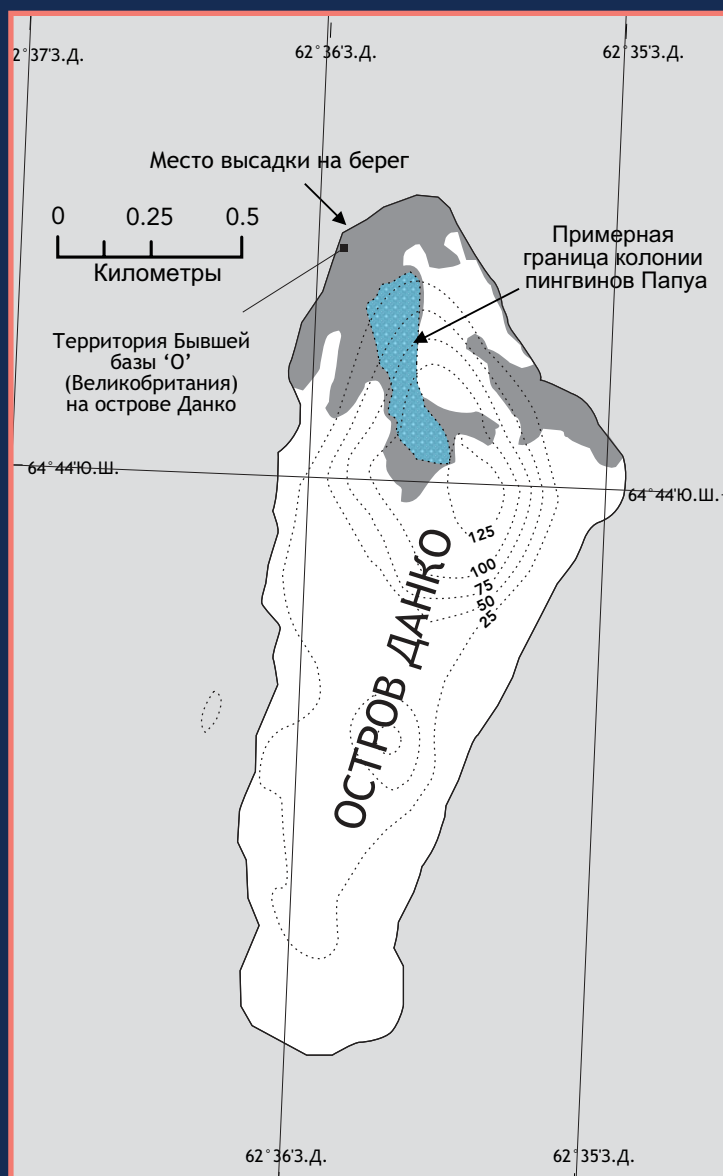 2°37'З.Д.
62°36'З.Д.
62°35'З.Д.
Место высадки на берег
0 0.25 0.5
Километры
Примерная
граница колонии
пингвинов Папуа
Территория Бывшей
базы ‘O’
(Великобритания)
на острове Данко
64°44'Ю.Ш.
64°44'Ю.Ш.
125
100
75
50
25
ОСТРОВ ДАНКО
62°36'З.Д.
62°35'З.Д.